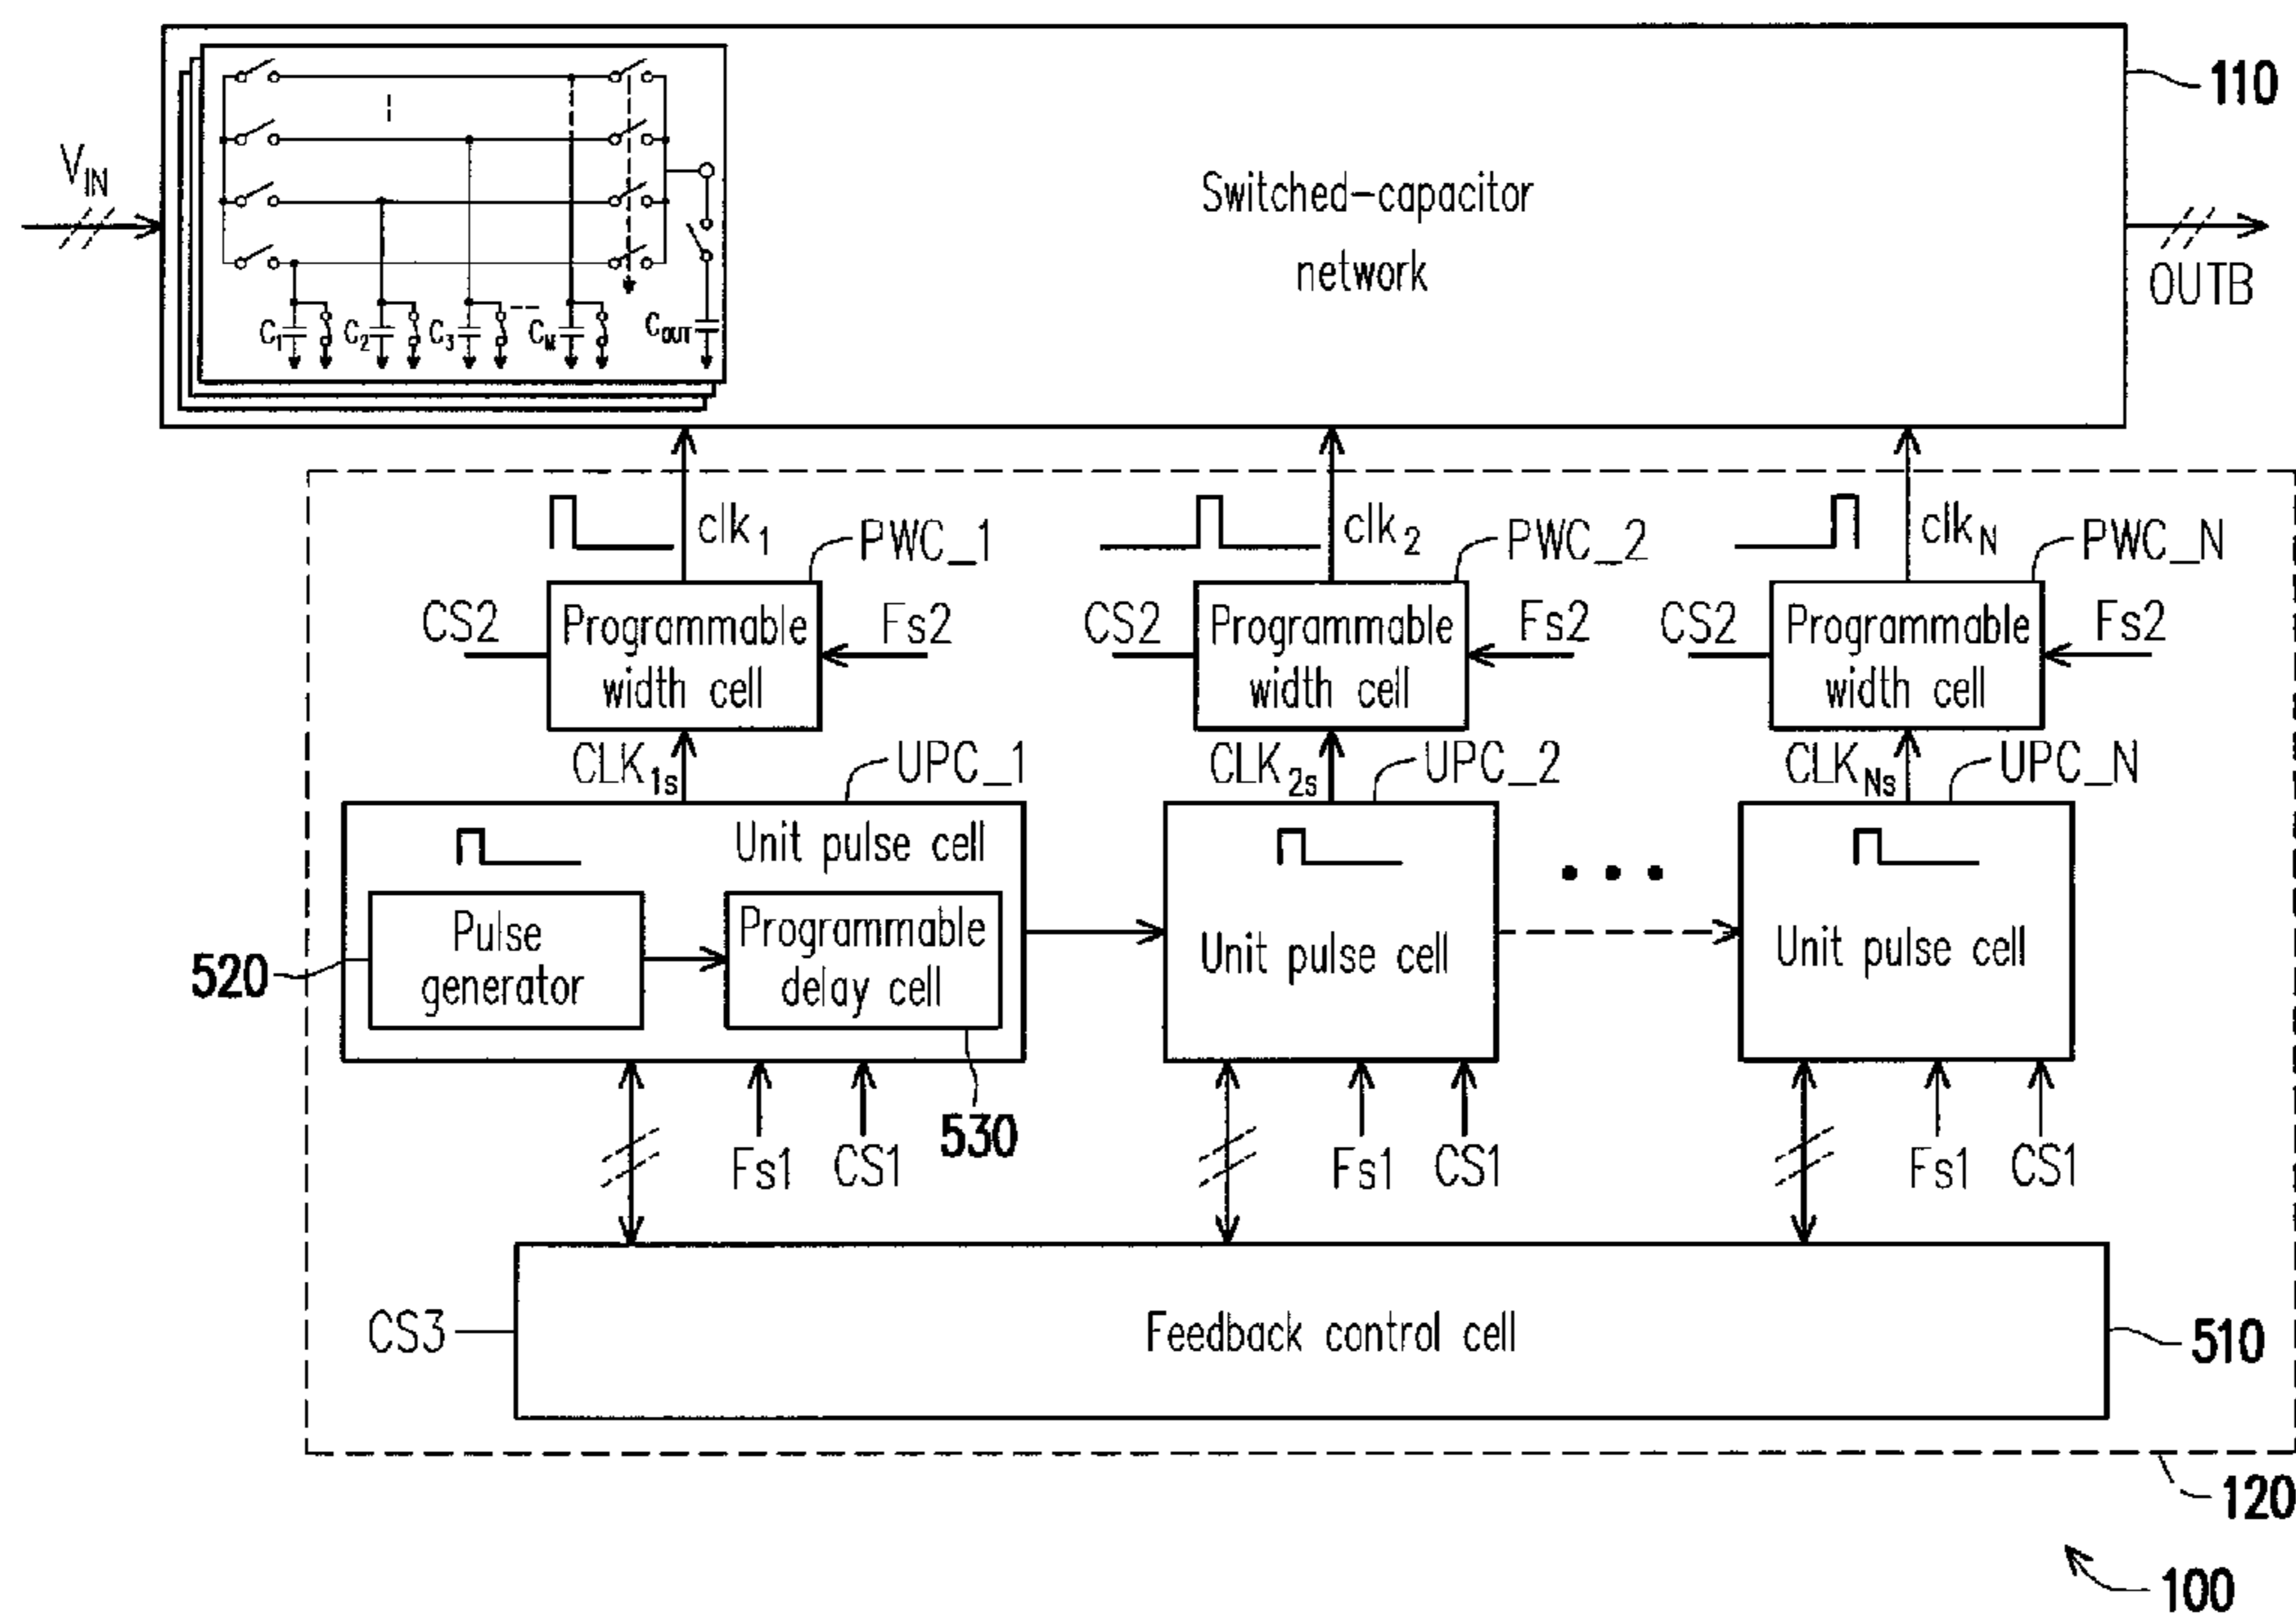 110
V_IN
Switched-capacitor
network
OUTB
C_1 C_2 C_3 C_M C_OUT
clk_1 PWC_1 clk_2 PWC_2 clk_N PWC_N
CS2 Programmable Fs2 CS2 Programmable Fs2 CS2 Programmable Fs2
width cell width cell width cell
CLK_1s UPC_1 CLK_2s UPC_2 CLK_Ns UPC_N
Unit pulse cell
Pulse Programmable
520 generator delay cell Unit pulse cell • • • Unit pulse cell
Fs1 CS1 530 Fs1 CS1 Fs1 CS1
CS3 Feedback control cell 510
120
100